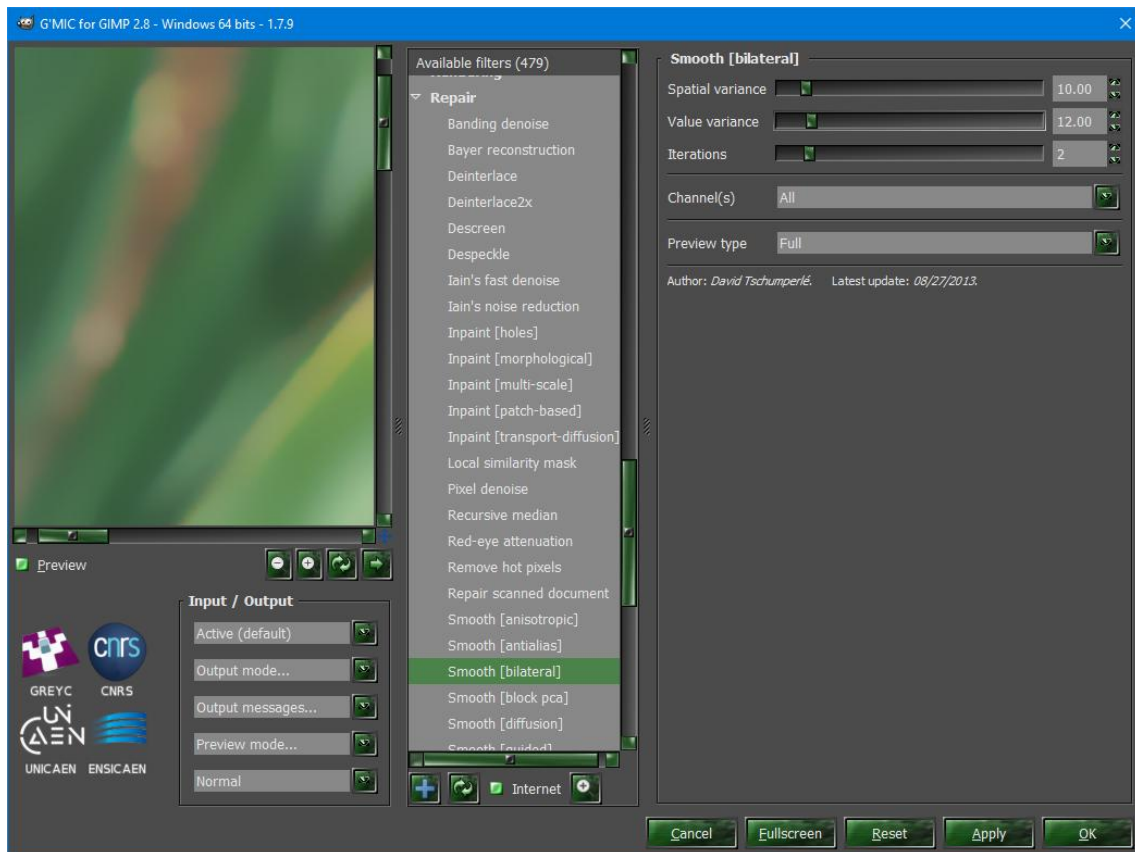 G'MIC for GIMP 2.8 - Windows 64 bits - 1.7.9
Preview
GREYC CNRS
cnrs
UNICAEN ENSICAEN
UNI
CAEN
Input / Output
Active (default)
Output mode...
Output messages...
Preview mode...
Normal
Available filters (479)
Rendering
Repair
Banding denoise
Bayer reconstruction
Deinterlace
Deinterlace2x
Descreen
Despeckle
Iain's fast denoise
Iain's noise reduction
Inpaint [holes]
Inpaint [morphological]
Inpaint [multi-scale]
Inpaint [patch-based]
Inpaint [transport-diffusion]
Local similarity mask
Pixel denoise
Recursive median
Red-eye attenuation
Remove hot pixels
Repair scanned document
Smooth [anisotropic]
Smooth [antialias]
Smooth [bilateral]
Smooth [block pca]
Smooth [diffusion]
Smooth [guided]
Internet
Smooth [bilateral]
Spatial variance 10.00
Value variance 12.00
Iterations 2
Channel(s) All
Preview type Full
Author: David Tschumperlé. Latest update: 08/27/2013.
Cancel Fullscreen Reset Apply OK